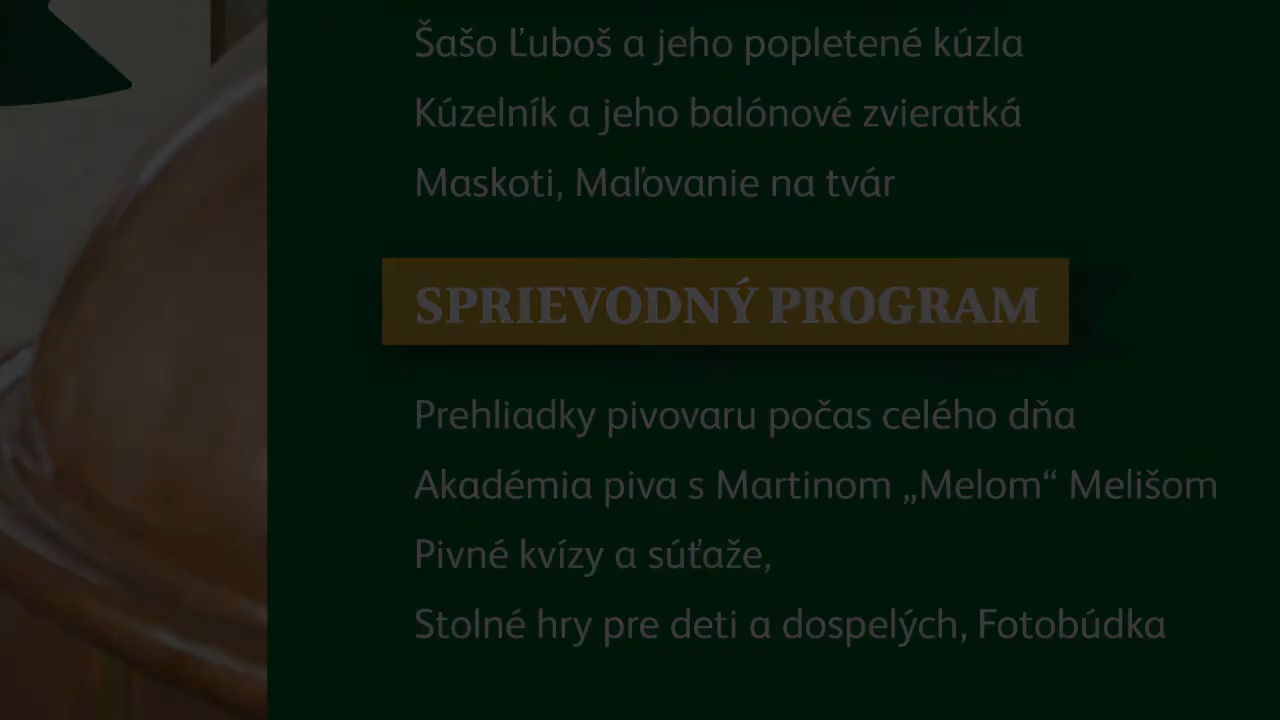 Šašo Ľuboš a jeho popletené kúzla
Kúzelník a jeho balónové zvieratká
Maskoti, Maľovanie na tvár
SPRIEVODNÝ PROGRAM
Prehliadky pivovaru počas celého dňa
Akadémia piva s Martinom „Melom“ Melišom
Pivné kvízy a súťaže,
Stolné hry pre deti a dospelých, Fotobúdka